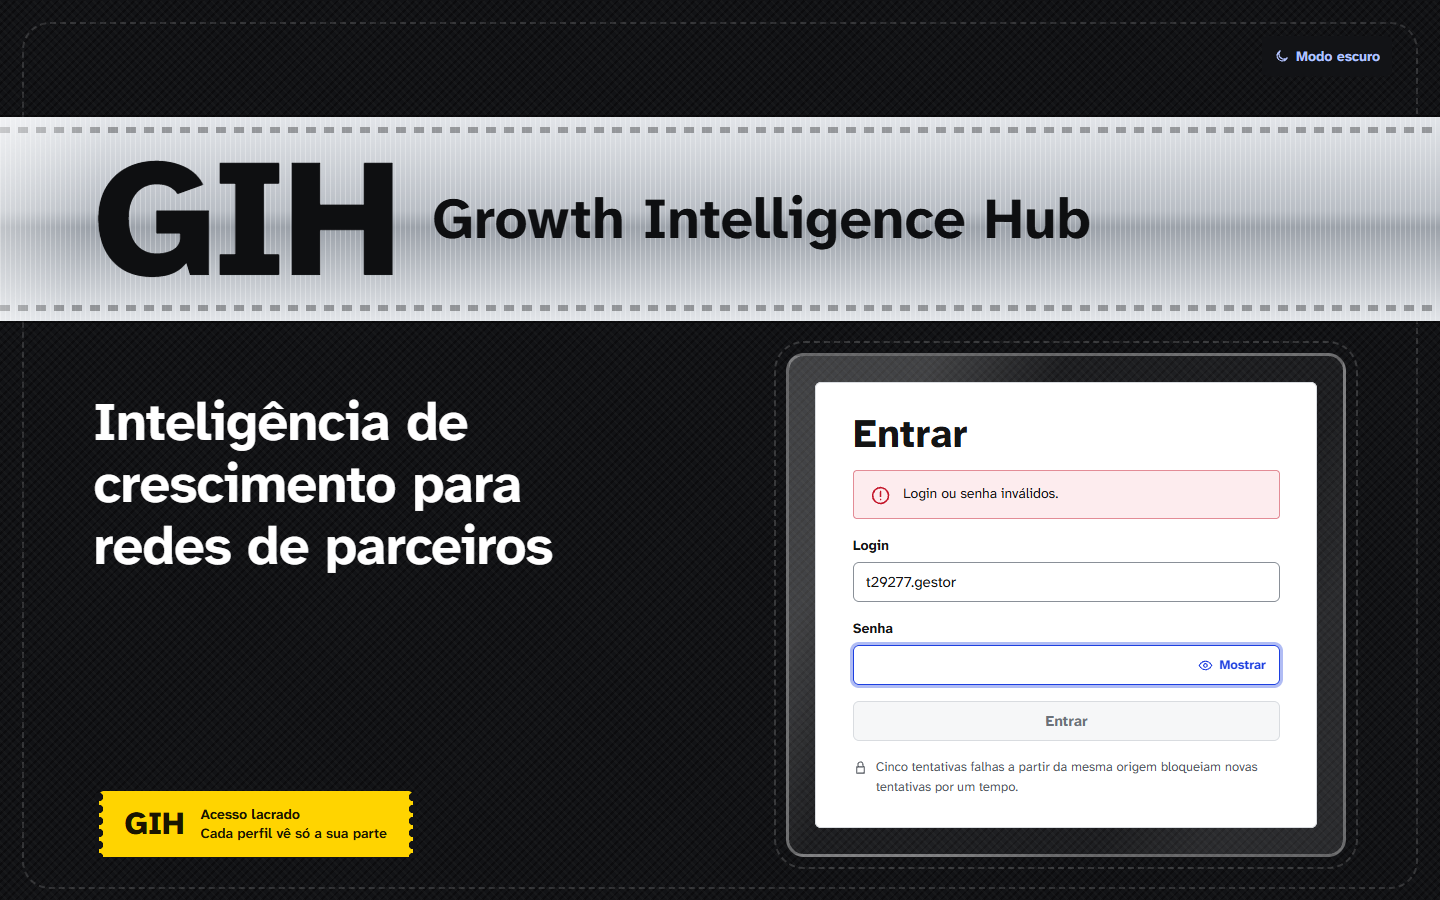 Modo escuro
GIH Growth Intelligence Hub
Inteligência de
crescimento para
redes de parceiros
Entrar
Login ou senha inválidos.
Login
t29277.gestor
Senha
Mostrar
Entrar
Cinco tentativas falhas a partir da mesma origem bloqueiam novas
tentativas por um tempo.
GIH
Acesso lacrado
Cada perfil vê só a sua parte